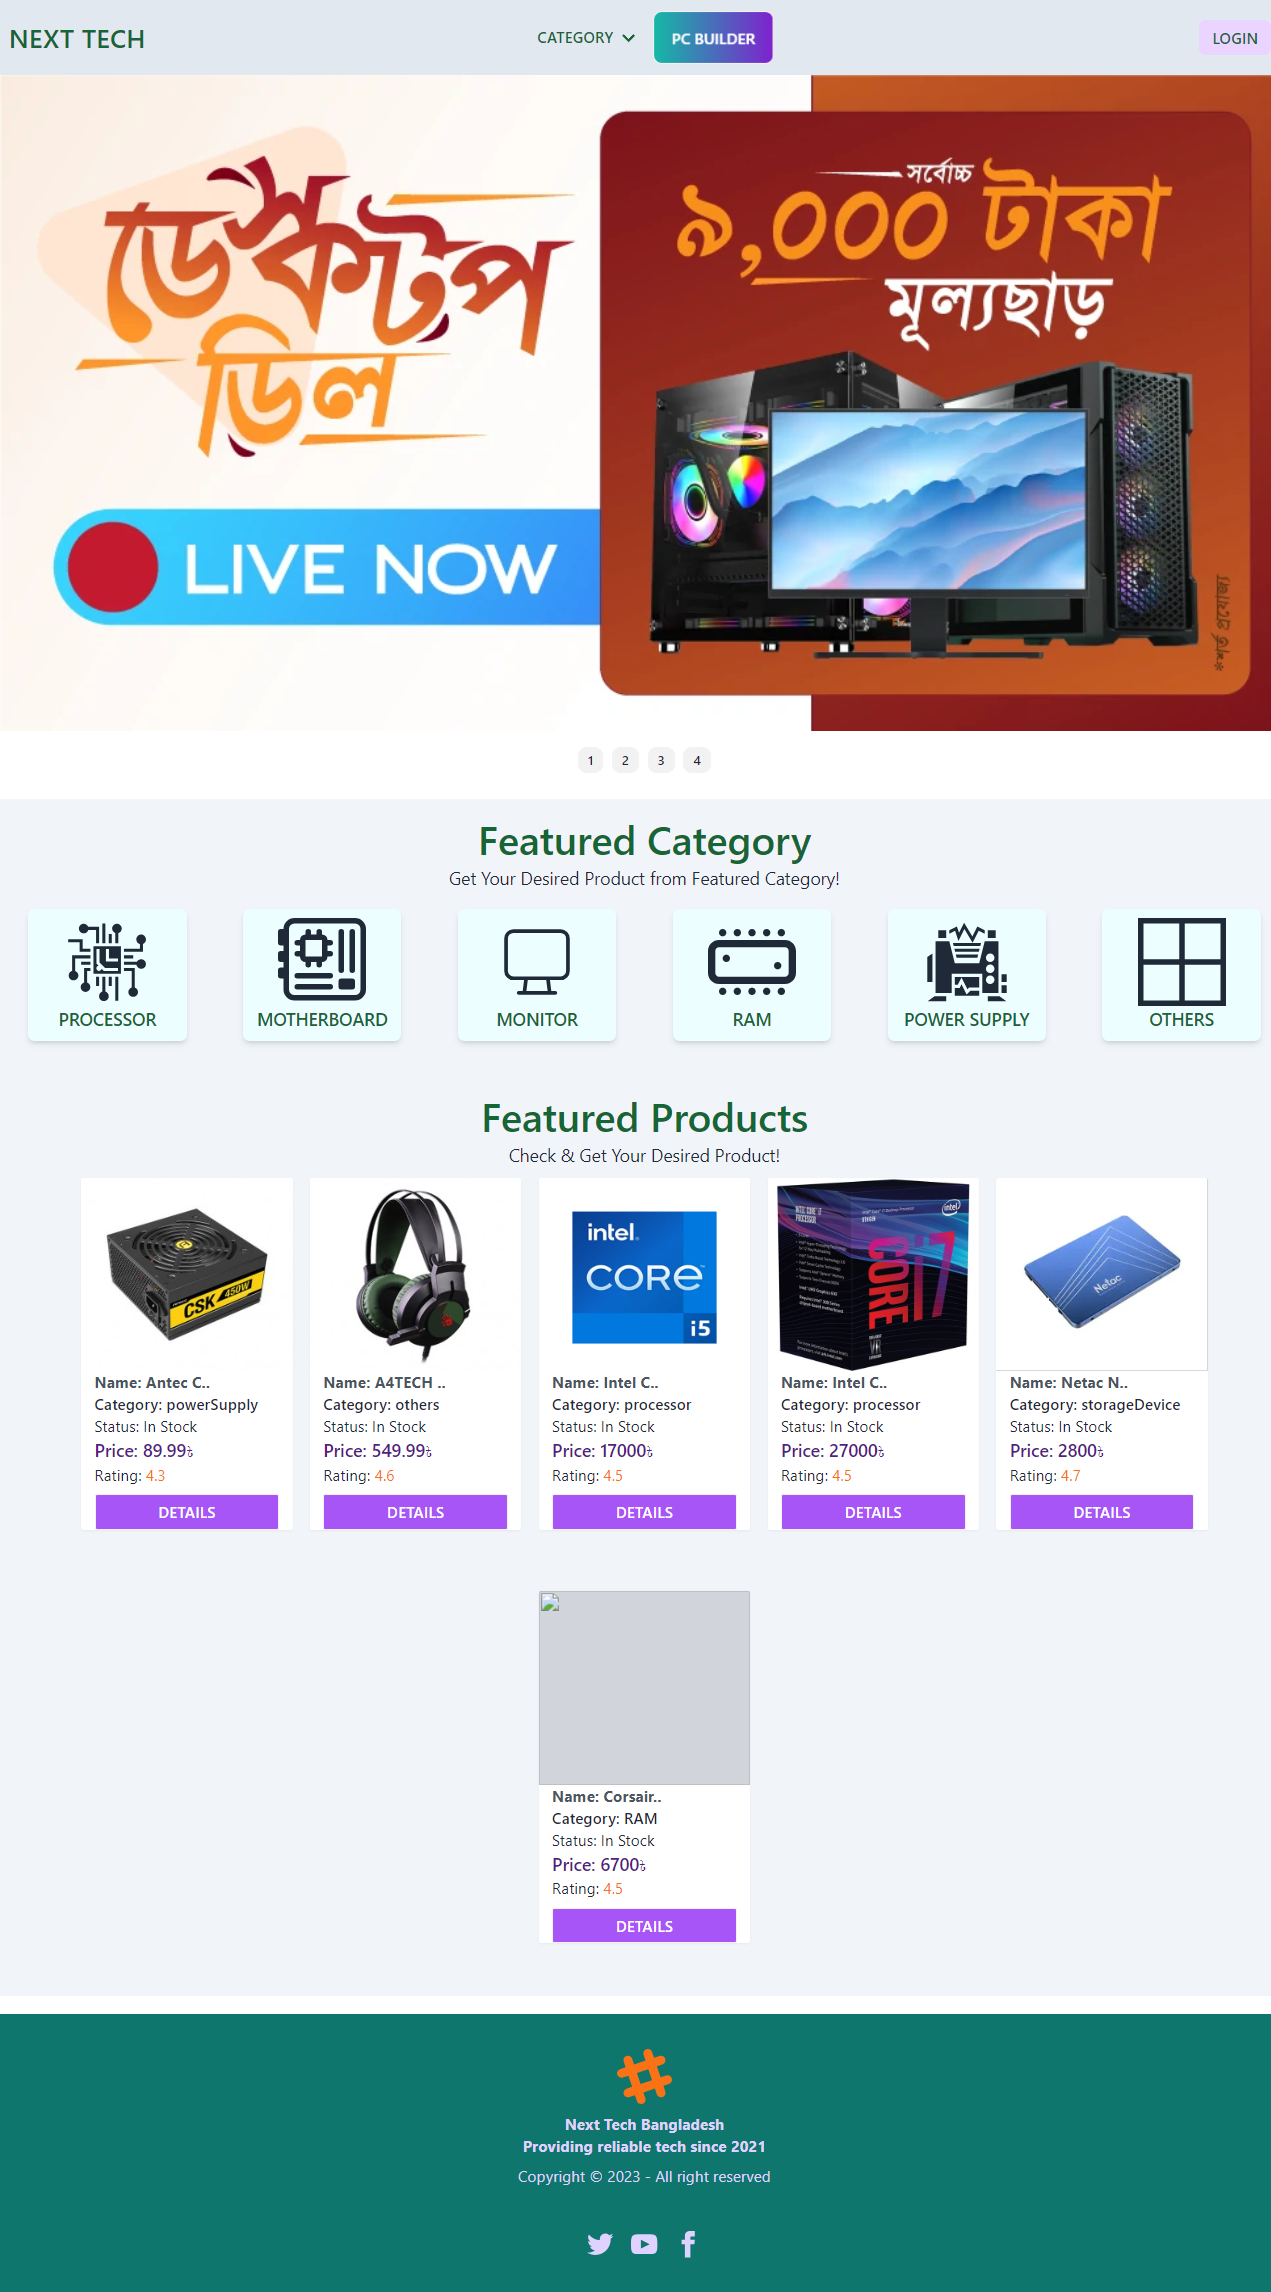 NEXT TECH
CATEGORY
PC BUILDER
LOGIN
ডেস্কটপ
ডিল
LIVE NOW
সর্বোচ্চ
৯,০০০ টাকা
মূল্যছাড়
*শর্ত প্রযোজ্য
1 2 3 4
Featured Category
Get Your Desired Product from Featured Category!
PROCESSOR
MOTHERBOARD
MONITOR
RAM
POWER SUPPLY
OTHERS
Featured Products
Check & Get Your Desired Product!
CSK 450W
Name: Antec C..
Category: powerSupply
Status: In Stock
Price: 89.99৳
Rating: 4.3
DETAILS
Name: A4TECH ..
Category: others
Status: In Stock
Price: 549.99৳
Rating: 4.6
DETAILS
intel.
CORE™
i5
Name: Intel C..
Category: processor
Status: In Stock
Price: 17000৳
Rating: 4.5
DETAILS
intel
CORE i7
Name: Intel C..
Category: processor
Status: In Stock
Price: 27000৳
Rating: 4.5
DETAILS
Netac
Name: Netac N..
Category: storageDevice
Status: In Stock
Price: 2800৳
Rating: 4.7
DETAILS
Name: Corsair..
Category: RAM
Status: In Stock
Price: 6700৳
Rating: 4.5
DETAILS
Next Tech Bangladesh
Providing reliable tech since 2021
Copyright © 2023 - All right reserved